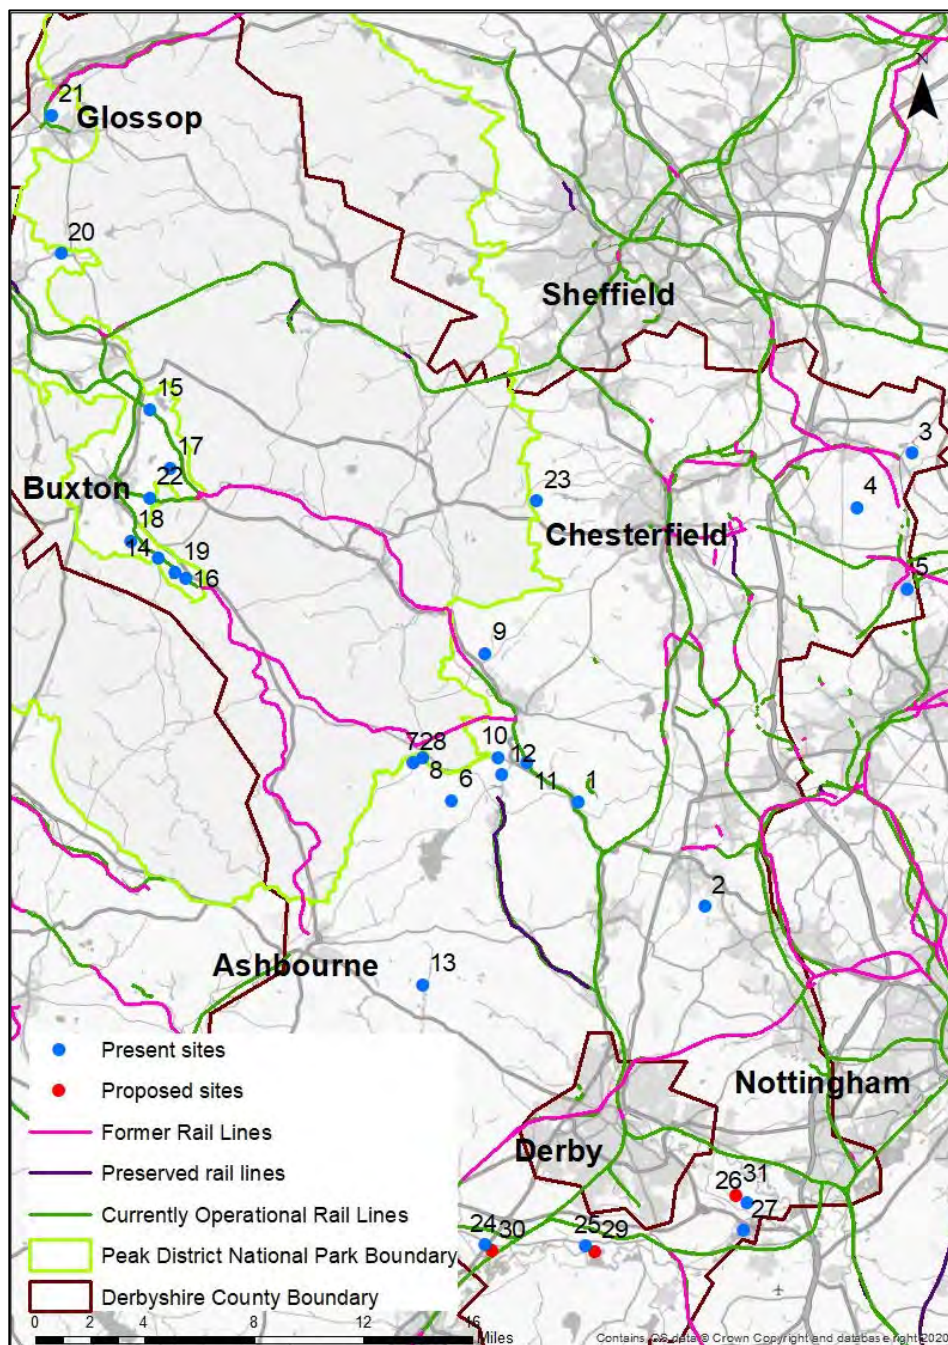 N
21
Glossop
20
Sheffield
15
17
3
Buxton
22
23
4
18
Chesterfield
14
19
16
5
9
7
28
10
12
8
6
11
1
2
Ashbourne
13
Present sites
Proposed sites
Former Rail Lines
Preserved rail lines
Currently Operational Rail Lines
Peak District National Park Boundary
Derbyshire County Boundary
Nottingham
Derby
26
31
27
24
30
25
29
0
4
8
12
16
Miles
Contains OS data © Crown Copyright and database right 2020